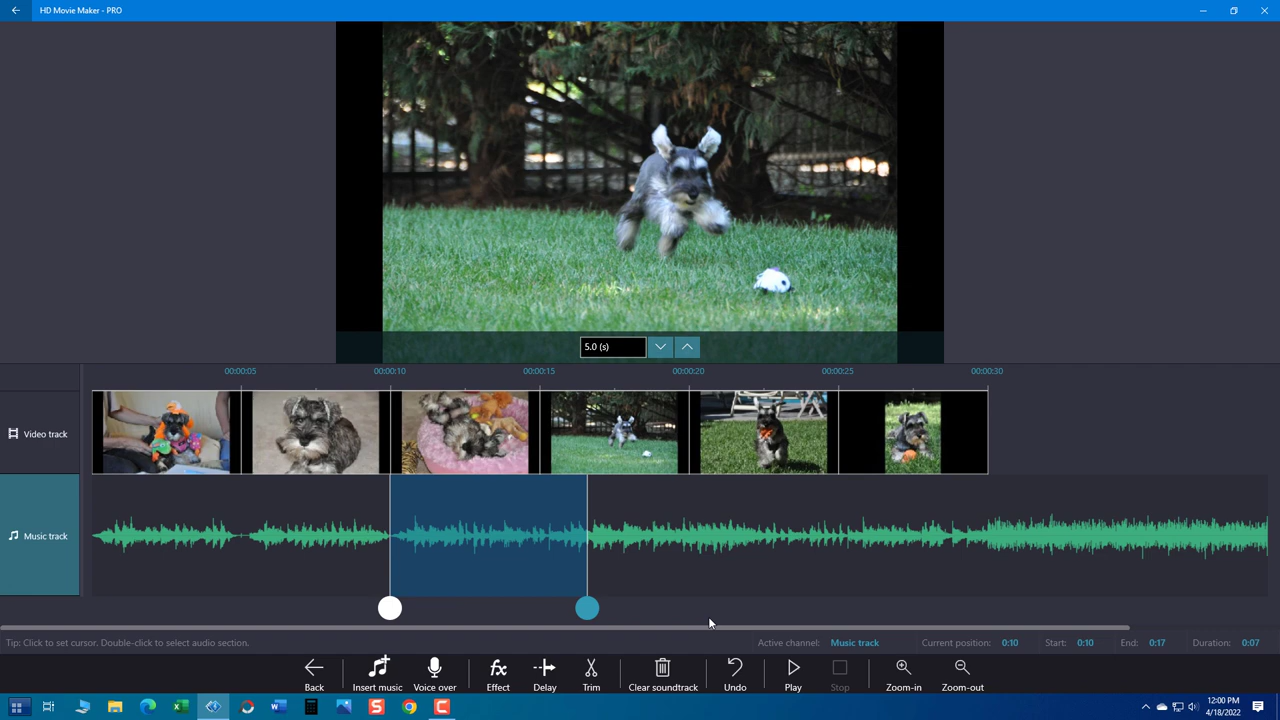 HD Movie Maker - PRO
5.0 (s)
00:00:05 00:00:10 00:00:15 00:00:20 00:00:25 00:00:30
Video track
Music track
Tip: Click to set cursor. Double-click to select audio section. Active channel: Music track Current position: 0:10 Start: 0:10 End: 0:17 Duration: 0:07
Back Insert music Voice over Effect Delay Trim Clear soundtrack Undo Play Stop Zoom-in Zoom-out
12:00 PM
4/18/2022